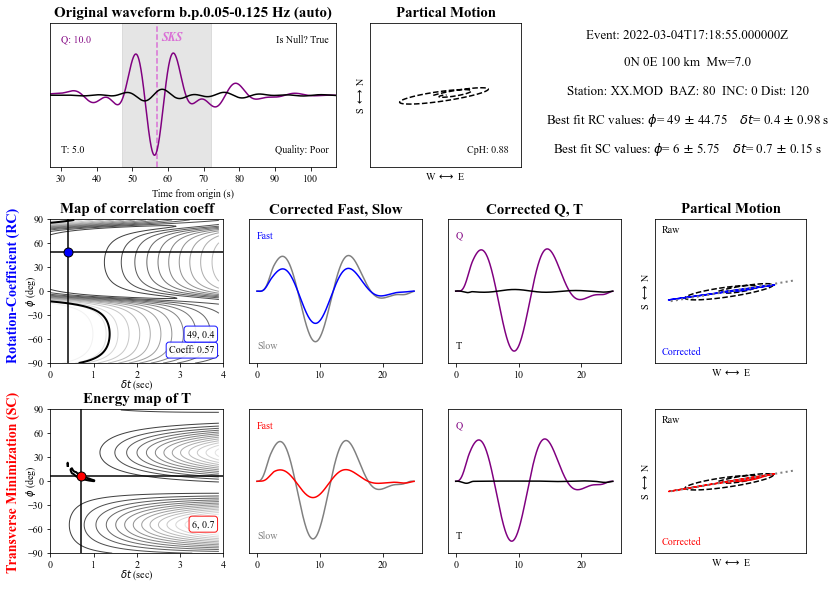 Original waveform b.p.0.05-0.125 Hz (auto)
Q: 10.0
SKS
Is Null? True
T: 5.0
Quality: Poor
30 40 50 60 70 80 90 100
Time from origin (s)
Partical Motion
S ⟷ N
CpH: 0.88
W ⟷ E
Event: 2022-03-04T17:18:55.000000Z
0N 0E 100 km Mw=7.0
Station: XX.MOD BAZ: 80 INC: 0 Dist: 120
Best fit RC values: ϕ= 49 ± 44.75 δt= 0.4 ± 0.98 s
Best fit SC values: ϕ= 6 ± 5.75 δt= 0.7 ± 0.15 s
Rotation-Coefficient (RC)
Map of correlation coeff
90
60
30
0
−30
−60
−90
ϕ (deg)
49, 0.4
Coeff: 0.57
0 1 2 3 4
δt (sec)
Corrected Fast, Slow
Fast
Slow
0 10 20
Corrected Q, T
Q
T
0 10 20
Partical Motion
Raw
S ⟷ N
Corrected
W ⟷ E
Transverse Minimization (SC)
Energy map of T
90
60
30
0
−30
−60
−90
ϕ (deg)
6, 0.7
0 1 2 3 4
δt (sec)
Fast
Slow
0 10 20
Q
T
0 10 20
Raw
S ⟷ N
Corrected
W ⟷ E